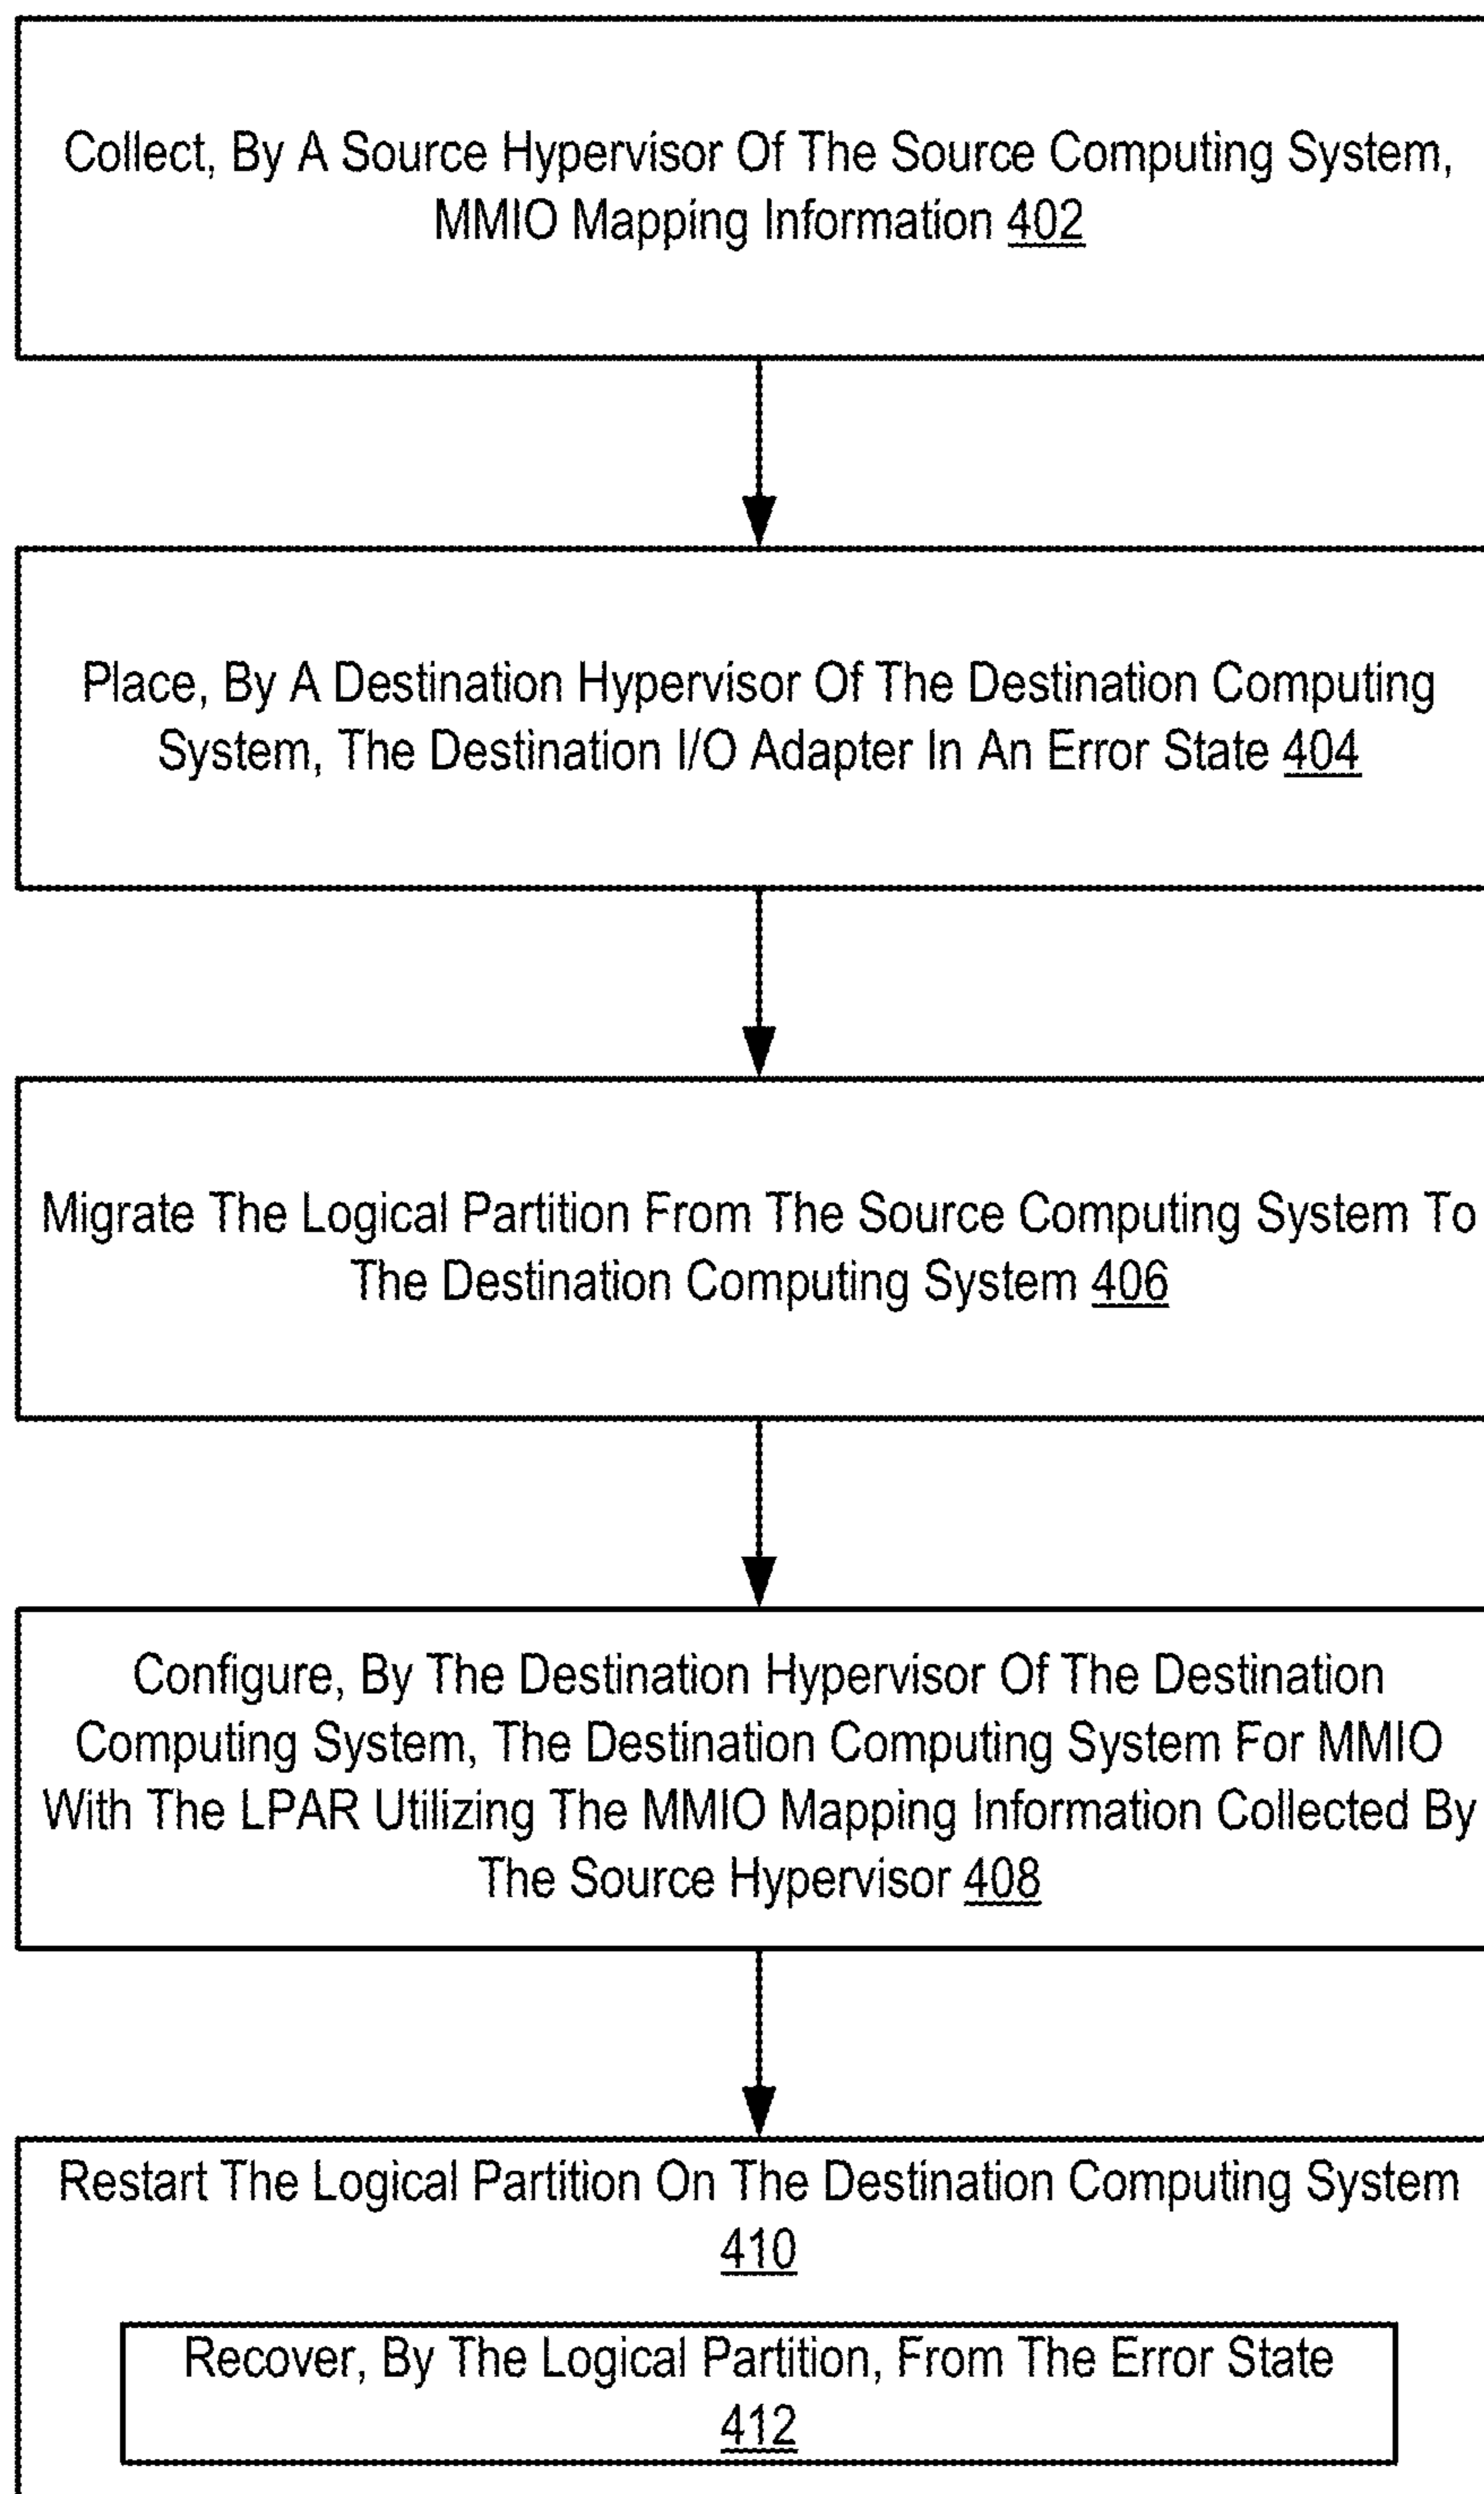 Collect, By A Source Hypervisor Of The Source Computing System,
MMIO Mapping Information 402
Place, By A Destination Hypervisor Of The Destination Computing
System, The Destination I/O Adapter In An Error State 404
Migrate The Logical Partition From The Source Computing System To
The Destination Computing System 406
Configure, By The Destination Hypervisor Of The Destination
Computing System, The Destination Computing System For MMIO
With The LPAR Utilizing The MMIO Mapping Information Collected By
The Source Hypervisor 408
Restart The Logical Partition On The Destination Computing System
410
Recover, By The Logical Partition, From The Error State
412